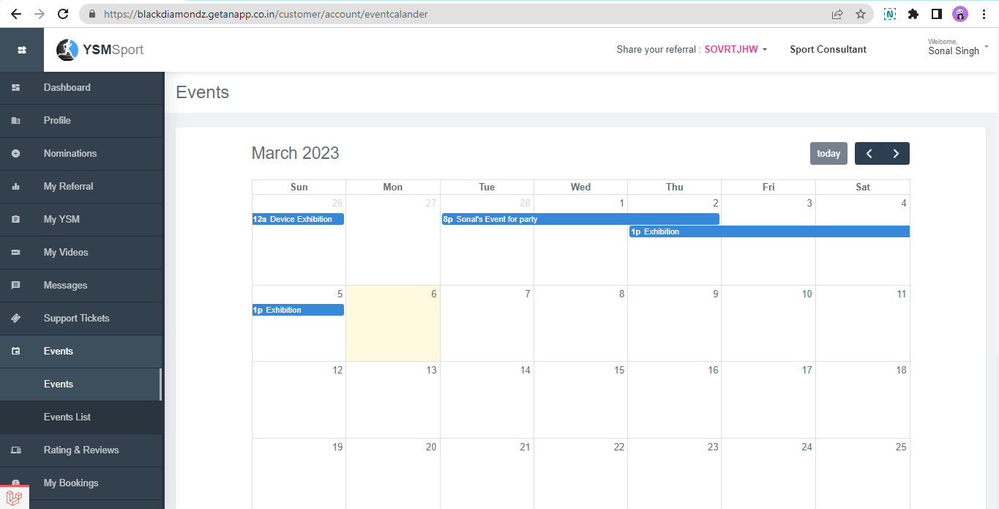 https://blackdiamondz.getanapp.co.in/customer/account/eventcalander
YSMSport
Share your referral : SOVRTJHW
Sport Consultant
Welcome,
Sonal Singh
Dashboard
Profile
Nominations
My Referral
My YSM
My Videos
Messages
Support Tickets
Events
Events
Events List
Rating & Reviews
My Bookings
Events
March 2023
today
Sun Mon Tue Wed Thu Fri Sat
26 27 28 1 2 3 4
12a Device Exhibition 8p Sonal's Event for party
1p Exhibition
5 6 7 8 9 10 11
1p Exhibition
12 13 14 15 16 17 18
19 20 21 22 23 24 25